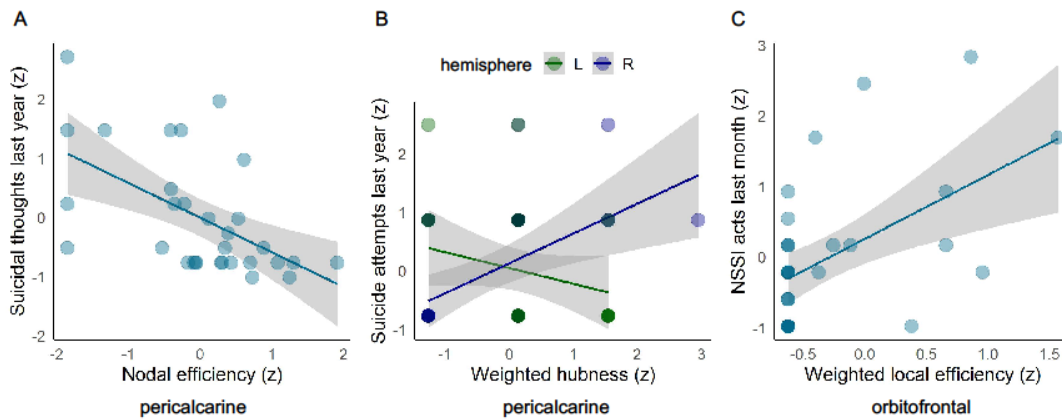 A
Suicidal thoughts last year (z)
2
1
0
-1
-2
-2
-1
0
1
2
Nodal efficiency (z)
pericalcarine
B
hemisphere L R
Suicide attempts last year (z)
2
1
0
-1
-1
0
1
2
3
Weighted hubness (z)
pericalcarine
C
NSSI acts last month (z)
3
2
1
0
-1
-0.5
0.0
0.5
1.0
1.5
Weighted local efficiency (z)
orbitofrontal